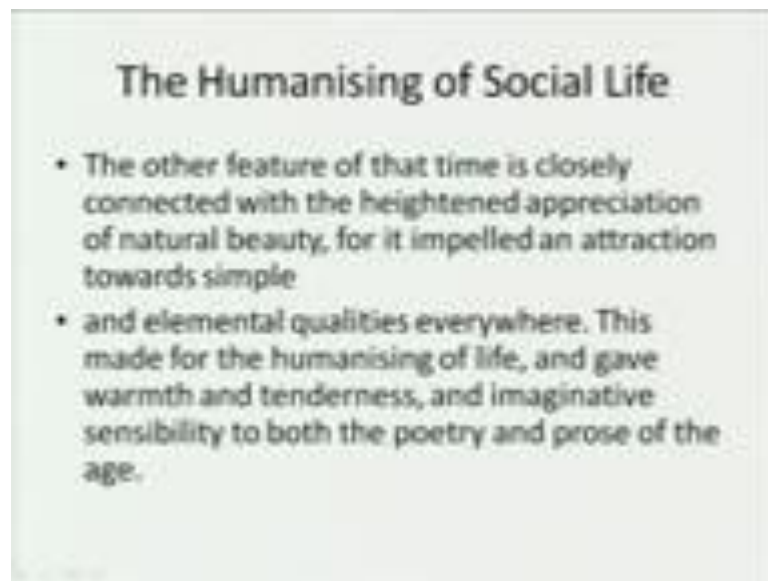 The Humanising of Social Life
• The other feature of that time is closely
connected with the heightened appreciation
of natural beauty, for it impelled an attraction
towards simple
• and elemental qualities everywhere. This
made for the humanising of life, and gave
warmth and tenderness, and imaginative
sensibility to both the poetry and prose of the
age.